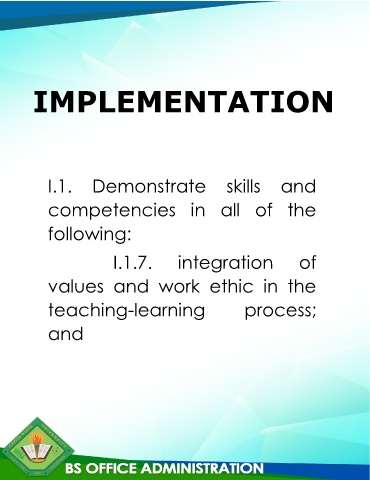 IMPLEMENTATION
I.1. Demonstrate skills and
competencies in all of the
following:
I.1.7. integration of
values and work ethic in the
teaching-learning process;
and
BS OFFICE ADMINISTRATION